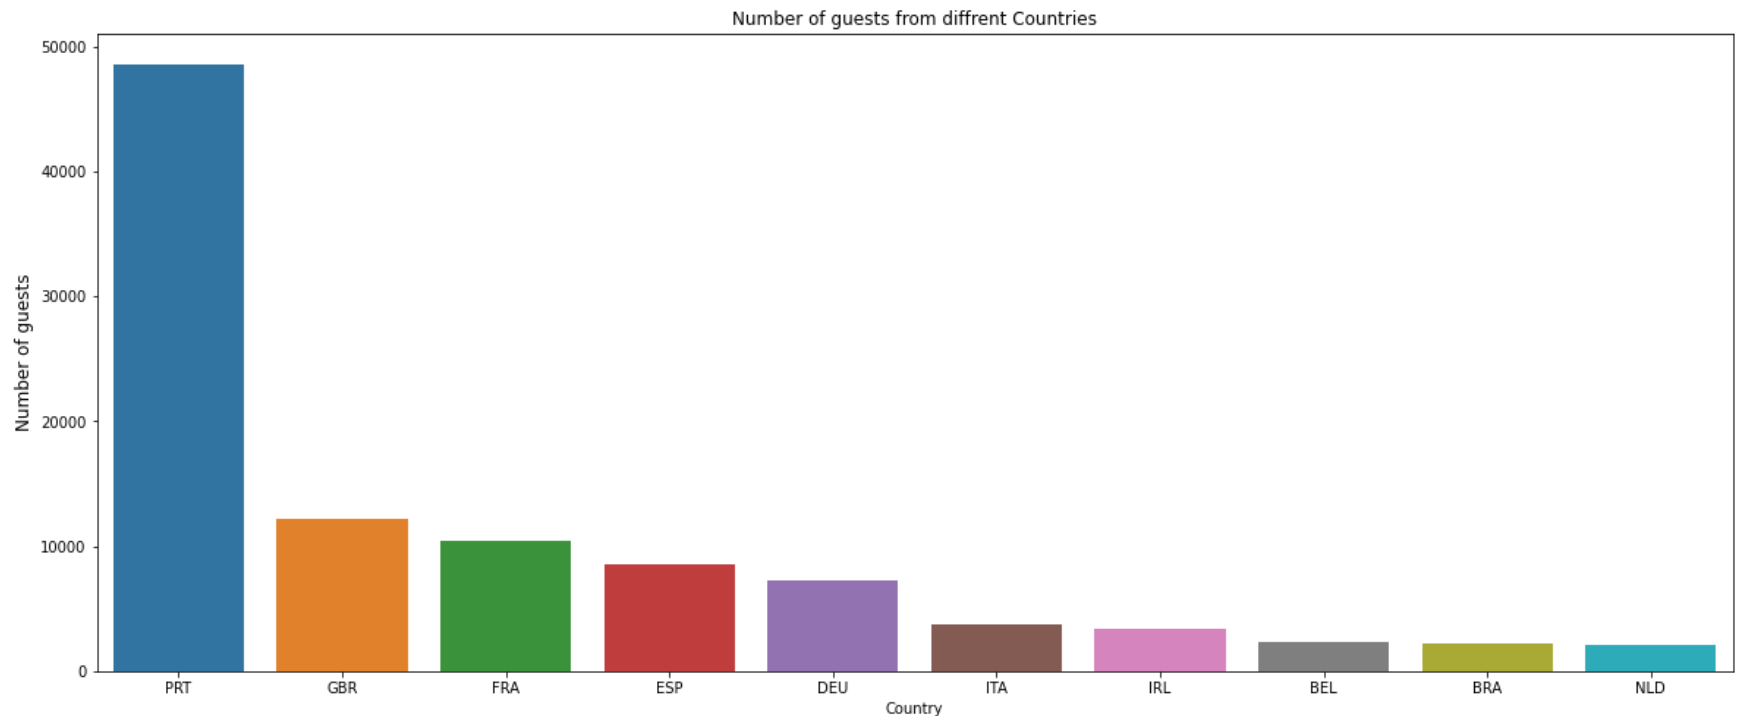 Number of guests from diffrent Countries
Number of guests
50000
40000
30000
20000
10000
0
PRT GBR FRA ESP DEU ITA IRL BEL BRA NLD
Country